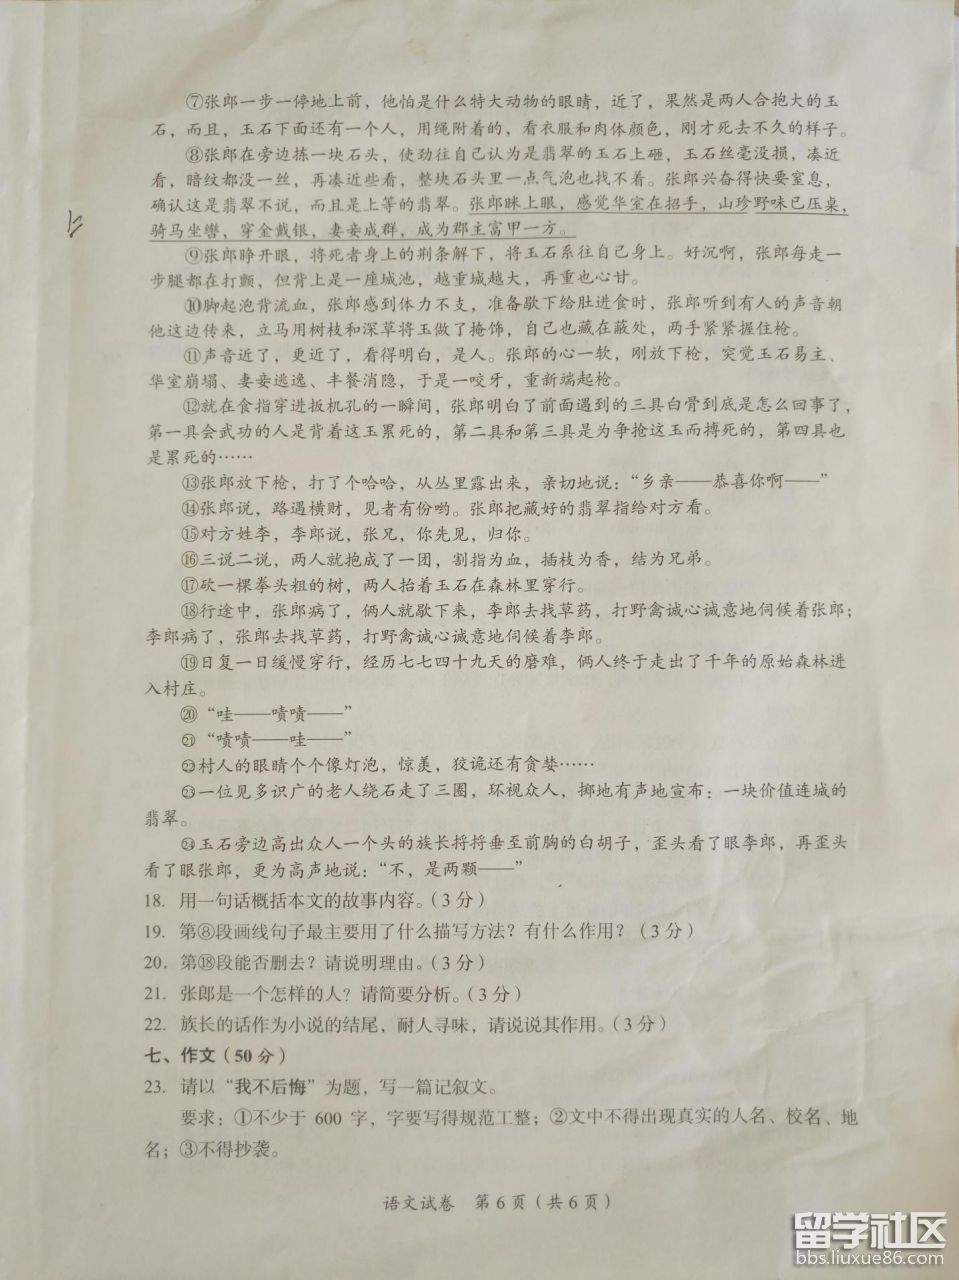 ⑦张郎一步一停地上前，他怕是什么特大动物的眼睛，近了，果然是两人合抱大的玉
石，而且，玉石下面还有一个人，用绳附着的，看衣服和肉体颜色，刚才死去不久的样子。
⑧张郎在旁边拣一块石头，使劲往自己认为是翡翠的玉石上砸，玉石丝毫没损，凑近
看，暗纹都没一丝，再凑近些看，整块石头里一点气泡也找不着。张郎兴奋得快要窒息，
确认这是翡翠不说，而且是上等的翡翠。张郎眯上眼，感觉华室在招手，山珍野味已压桌，
骑马坐轡，穿金戴银，妻妾成群，成为郡主富甲一方。
⑨张郎睁开眼，将死者身上的荆条解下，将玉石系往自己身上。好沉啊，张郎每走一
步腿都在打颤，但背上是一座城池，越重城越大，再重也心甘。
⑩脚起泡背流血，张郎感到体力不支，准备歇下给肚进食时，张郎听到有人的声音朝
他这边传来，立马用树枝和深草将玉做了掩饰，自己也藏在蔽处，两手紧紧握住枪。
⑪声音近了，更近了，看得明白，是人。张郎的心一软，刚放下枪，突觉玉石易主、
华室崩塌、妻妾逃逸、丰餐消隐，于是一咬牙，重新端起枪。
⑫就在食指穿进扳机孔的一瞬间，张郎明白了前面遇到的三具白骨到底是怎么回事了，
第一具会武功的人是背着这玉累死的，第二具和第三具是为争抢这玉而搏死的，第四具也
是累死的……
⑬张郎放下枪，打了个哈哈，从丛里露出来，亲切地说：“乡亲——恭喜你啊——”
⑭张郎说，路遇横财，见者有份哟。张郎把藏好的翡翠指给对方看。
⑮对方姓李，李郎说，张兄，你先见，归你。
⑯三说二说，两人就抱成了一团，割指为血，插枝为香，结为兄弟。
⑰砍一棵拳头粗的树，两人抬着玉石在森林里穿行。
⑱行途中，张郎病了，俩人就歇下来，李郎去找草药，打野禽诚心诚意地伺候着张郎；
李郎病了，张郎去找草药，打野禽诚心诚意地伺候着李郎。
⑲日复一日缓慢穿行，经历七七四十九天的磨难，俩人终于走出了千年的原始森林进
入村庄。
⑳“哇——啧啧——”
㉑“啧啧——哇——”
㉒村人的眼睛个个像灯泡，惊羡，狡诡还有贪婪……
㉓一位见多识广的老人绕石走了三圈，环视众人，掷地有声地宣布：一块价值连城的
翡翠。
㉔玉石旁边高出众人一个头的族长捋捋垂至前胸的白胡子，歪头看了眼李郎，再歪头
看了眼张郎，更为高声地说：“不，是两颗——”
18. 用一句话概括本文的故事内容。（3分）
19. 第⑧段画线句子最主要用了什么描写方法？有什么作用？（3分）
20. 第⑱段能否删去？请说明理由。（3分）
21. 张郎是一个怎样的人？请简要分析。（3分）
22. 族长的话作为小说的结尾，耐人寻味，请说说其作用。（3分）
七、作文（50分）
23. 请以“我不后悔”为题，写一篇记叙文。
要求：①不少于 600 字，字要写得规范工整；②文中不得出现真实的人名、校名、地
名；③不得抄袭。
语文试卷 第6页（共6页）
留学社区
bbs.liuxue86.com